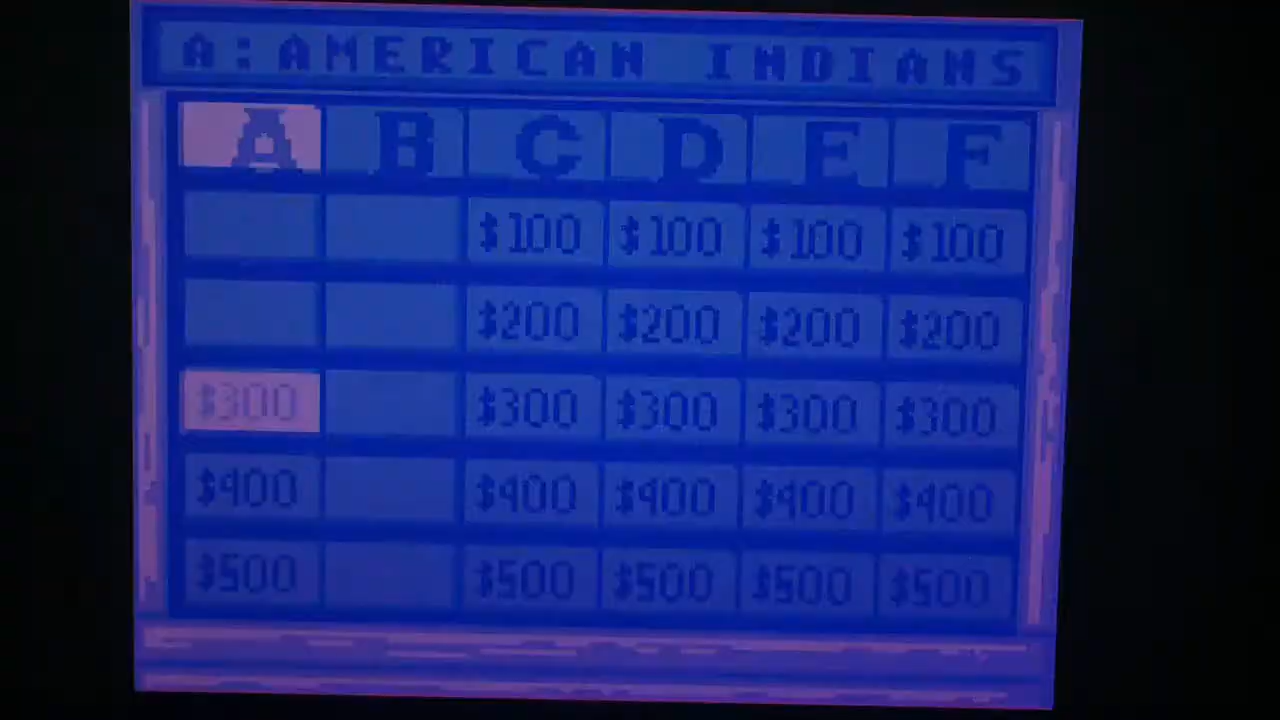 A:AMERICAN INDIANS
A B C D E F
$100 $100 $100 $100
$200 $200 $200 $200
$300 $300 $300 $300 $300
$400 $400 $400 $400 $400
$500 $500 $500 $500 $500